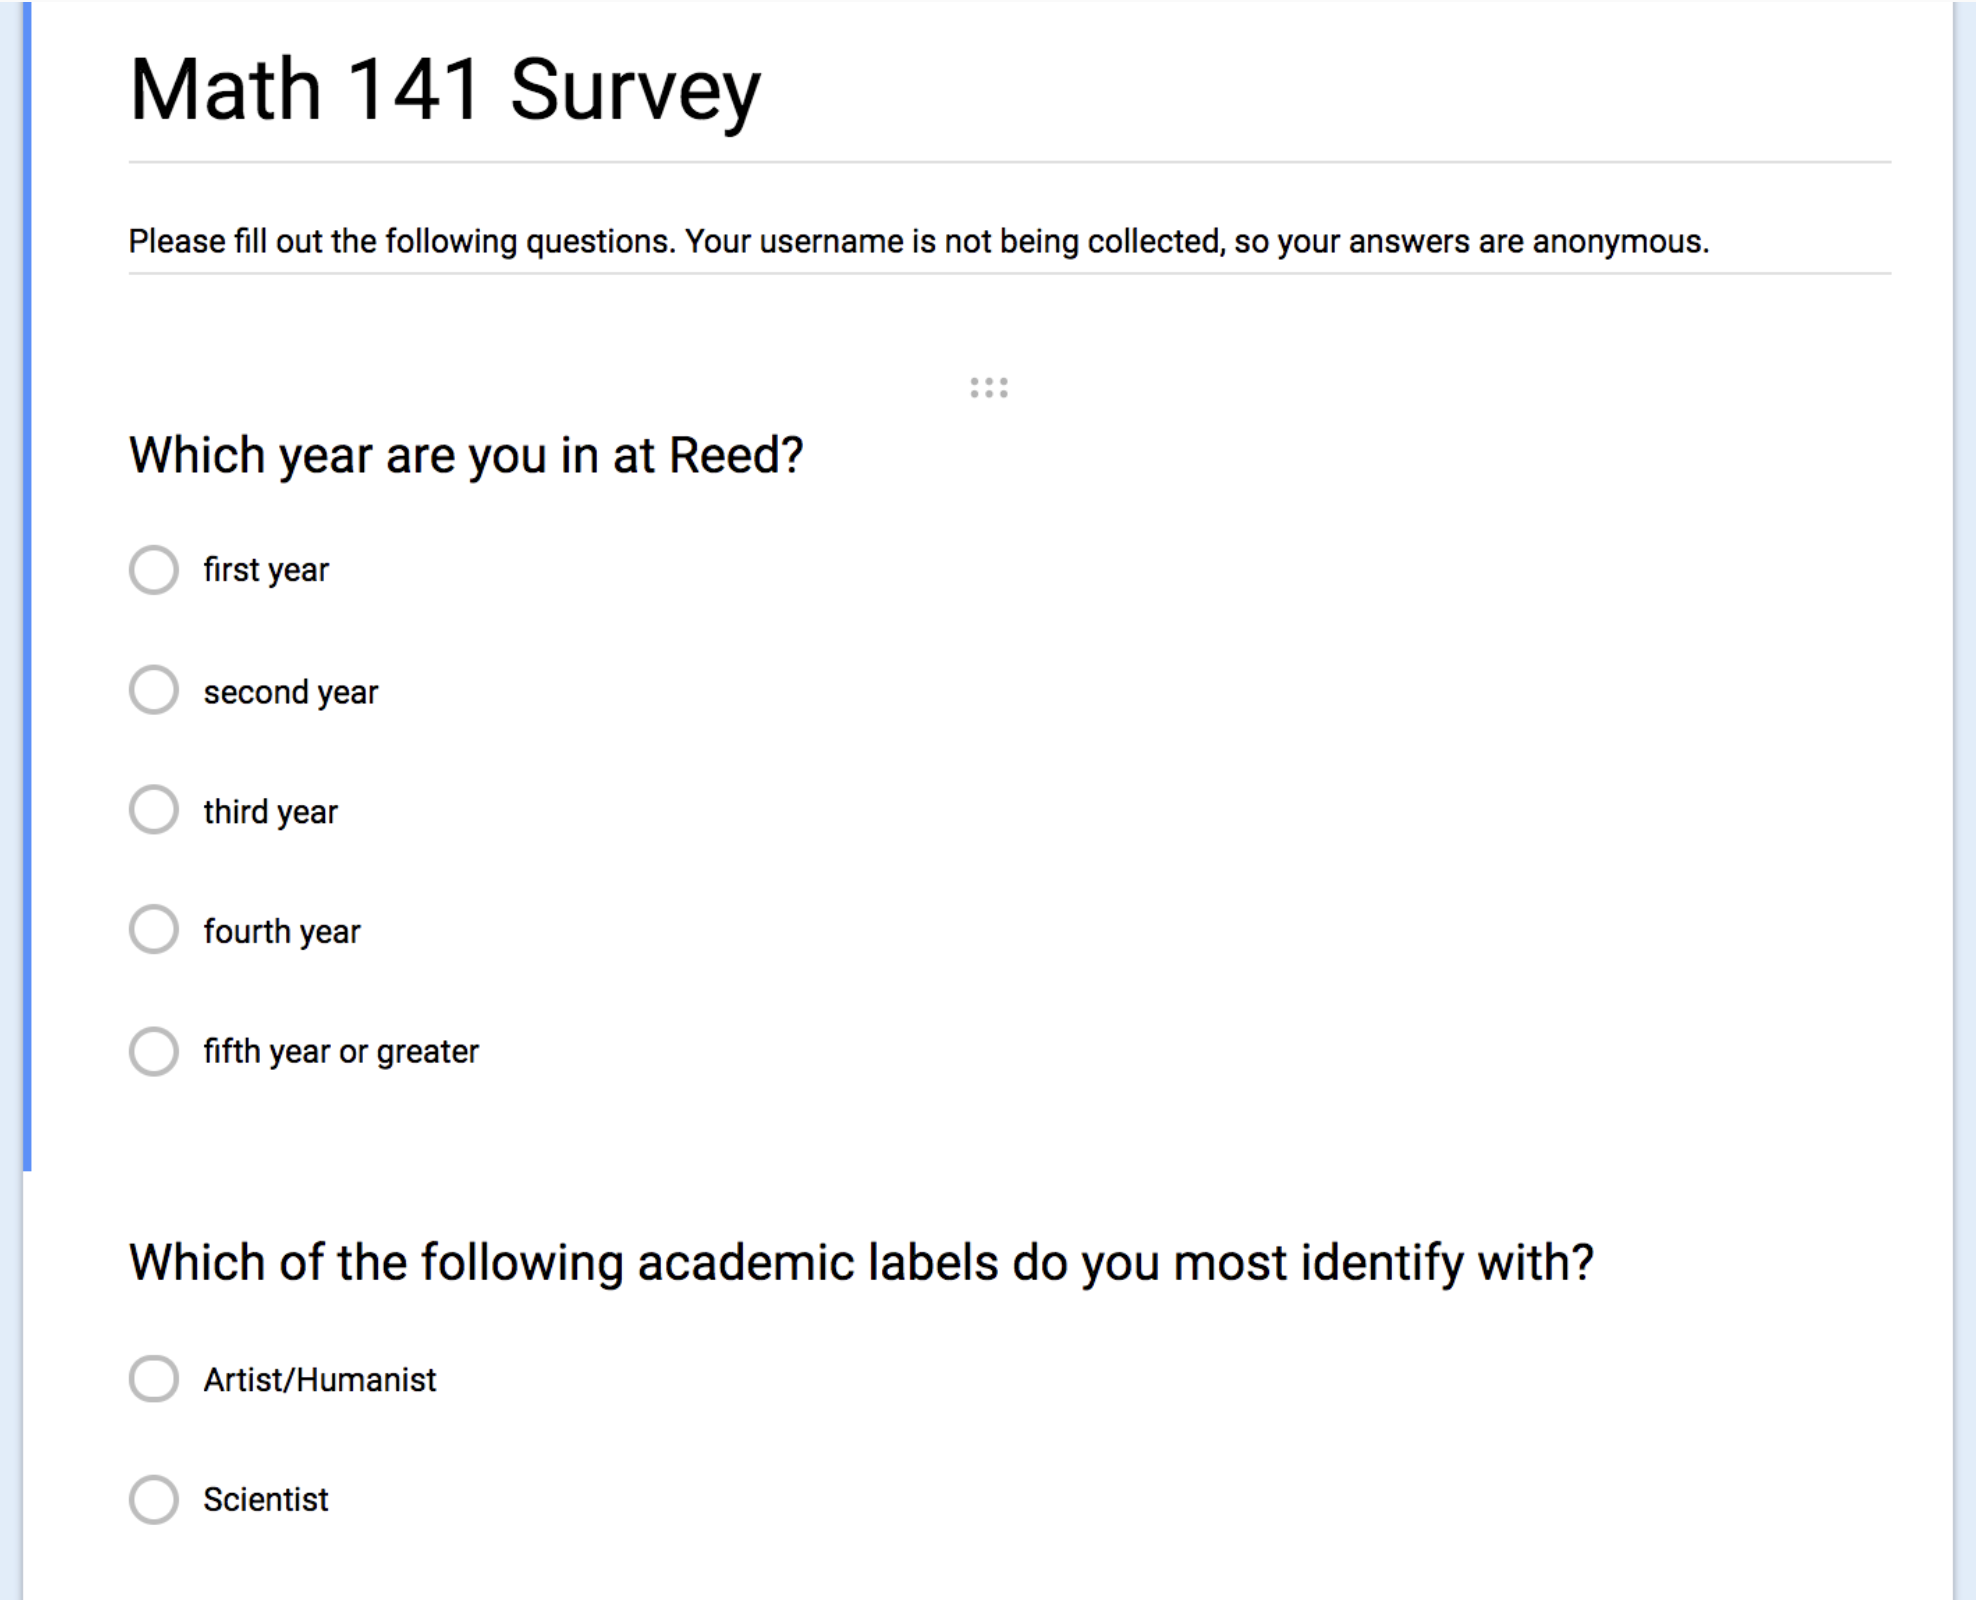 Math 141 Survey
Please fill out the following questions. Your username is not being collected, so your answers are anonymous.
Which year are you in at Reed?
first year
second year
third year
fourth year
fifth year or greater
Which of the following academic labels do you most identify with?
Artist/Humanist
Scientist